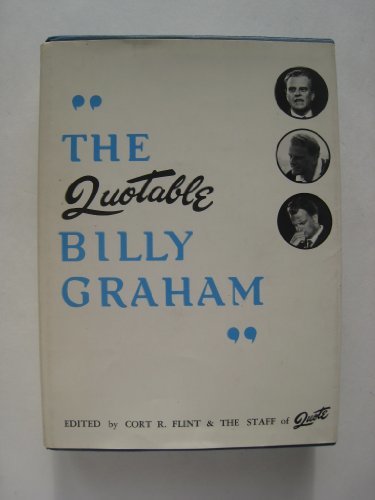 “
THE
Quotable
BILLY
GRAHAM
”
EDITED by CORT R. FLINT & THE STAFF of Quote